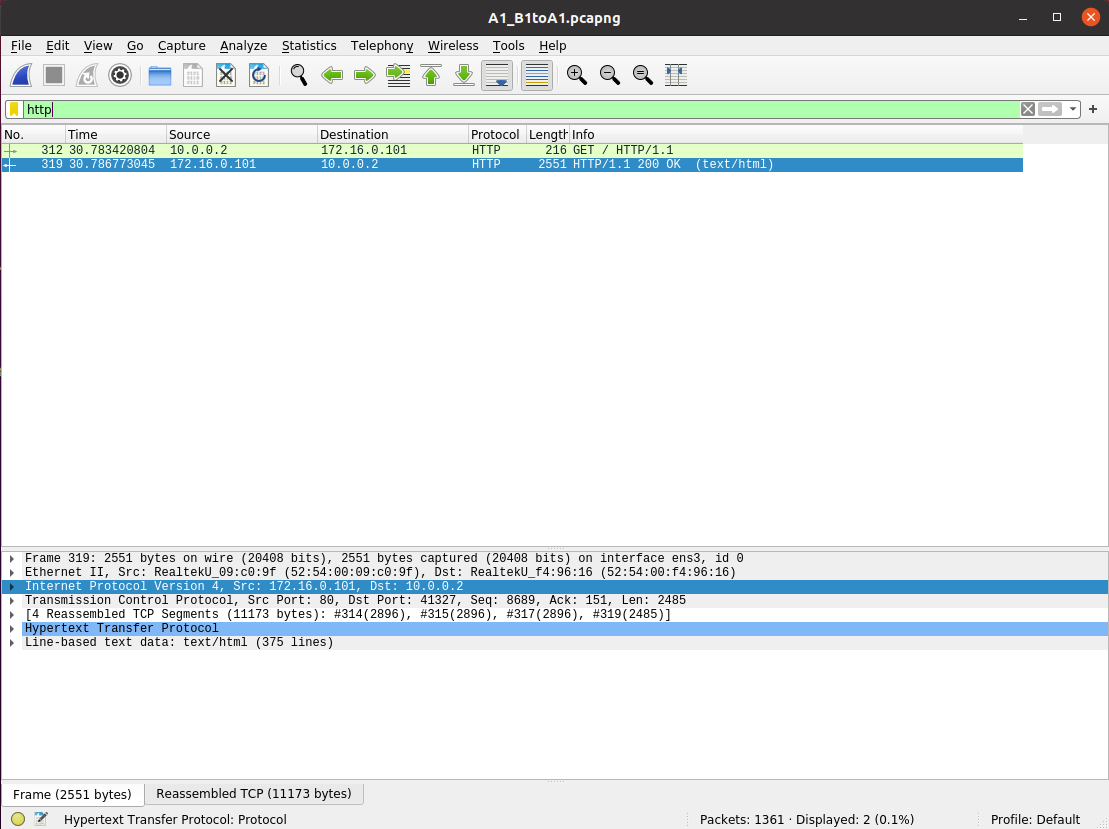 A1_B1toA1.pcapng
File Edit View Go Capture Analyze Statistics Telephony Wireless Tools Help
http
No. Time Source Destination Protocol Length Info
312 30.783420804 10.0.0.2 172.16.0.101 HTTP 216 GET / HTTP/1.1
319 30.786773045 172.16.0.101 10.0.0.2 HTTP 2551 HTTP/1.1 200 OK (text/html)
Frame 319: 2551 bytes on wire (20408 bits), 2551 bytes captured (20408 bits) on interface ens3, id 0
Ethernet II, Src: RealtekU_09:c0:9f (52:54:00:09:c0:9f), Dst: RealtekU_f4:96:16 (52:54:00:f4:96:16)
Internet Protocol Version 4, Src: 172.16.0.101, Dst: 10.0.0.2
Transmission Control Protocol, Src Port: 80, Dst Port: 41327, Seq: 8689, Ack: 151, Len: 2485
[4 Reassembled TCP Segments (11173 bytes): #314(2896), #315(2896), #317(2896), #319(2485)]
Hypertext Transfer Protocol
Line-based text data: text/html (375 lines)
Frame (2551 bytes) Reassembled TCP (11173 bytes)
Hypertext Transfer Protocol: Protocol Packets: 1361 · Displayed: 2 (0.1%) Profile: Default